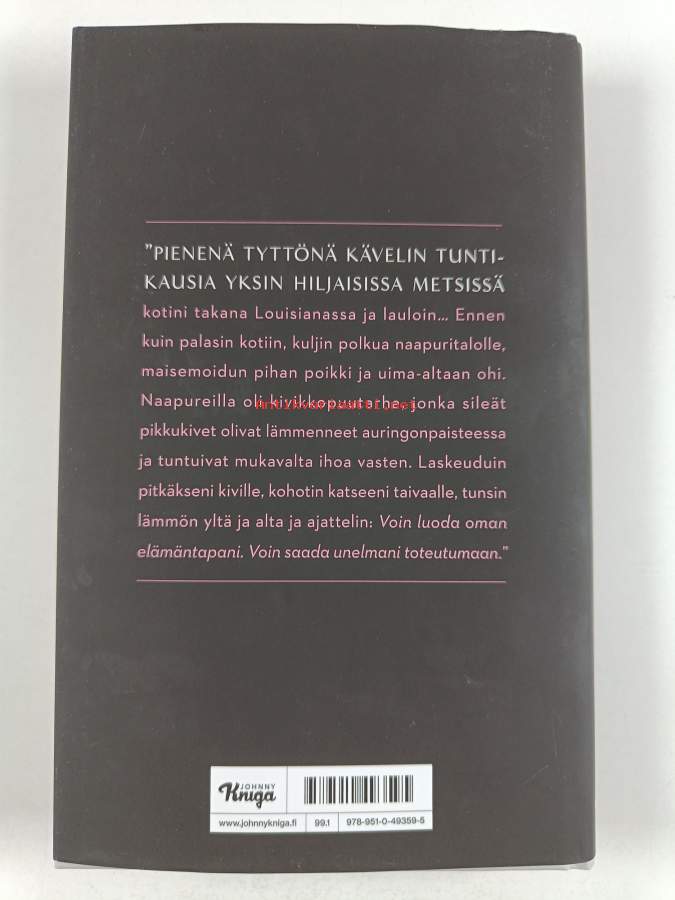 ”PIENENÄ TYTTÖNÄ KÄVELIN TUNTI-
KAUSIA YKSIN HILJAISISSA METSISSÄ
kotini takana Louisianassa ja lauloin... Ennen
kuin palasin kotiin, kuljin polkua naapuritalolle,
maisemoidun pihan poikki ja uima-altaan ohi.
Naapureilla oli kivikkopuutarha, jonka sileät
Antikvariaatti.net
pikkukivet olivat lämmenneet auringonpaisteessa
ja tuntuivat mukavalta ihoa vasten. Laskeuduin
pitkäkseni kiville, kohotin katseeni taivaalle, tunsin
lämmön yltä ja alta ja ajattelin: Voin luoda oman
elämäntapani. Voin saada unelmani toteutumaan.”
JOHNNY
Kniga
www.johnnykniga.fi 99.1 978-951-0-49359-5